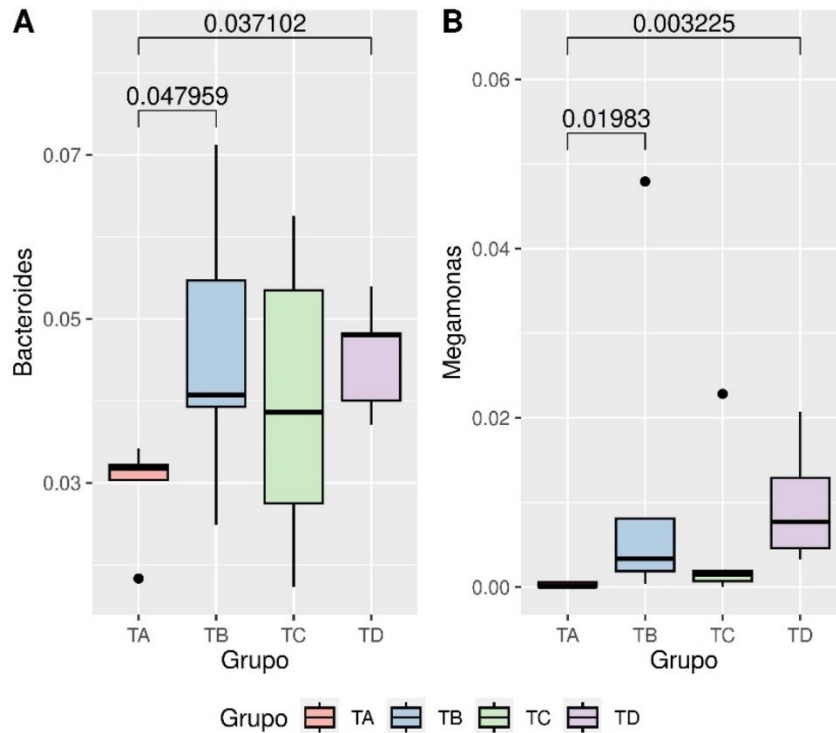 A
0.037102
0.047959
0.07
0.05
0.03
Bacteroides
TA TB TC TD
Grupo
B
0.003225
0.01983
0.06
0.04
0.02
0.00
Megamonas
TA TB TC TD
Grupo
Grupo TA TB TC TD